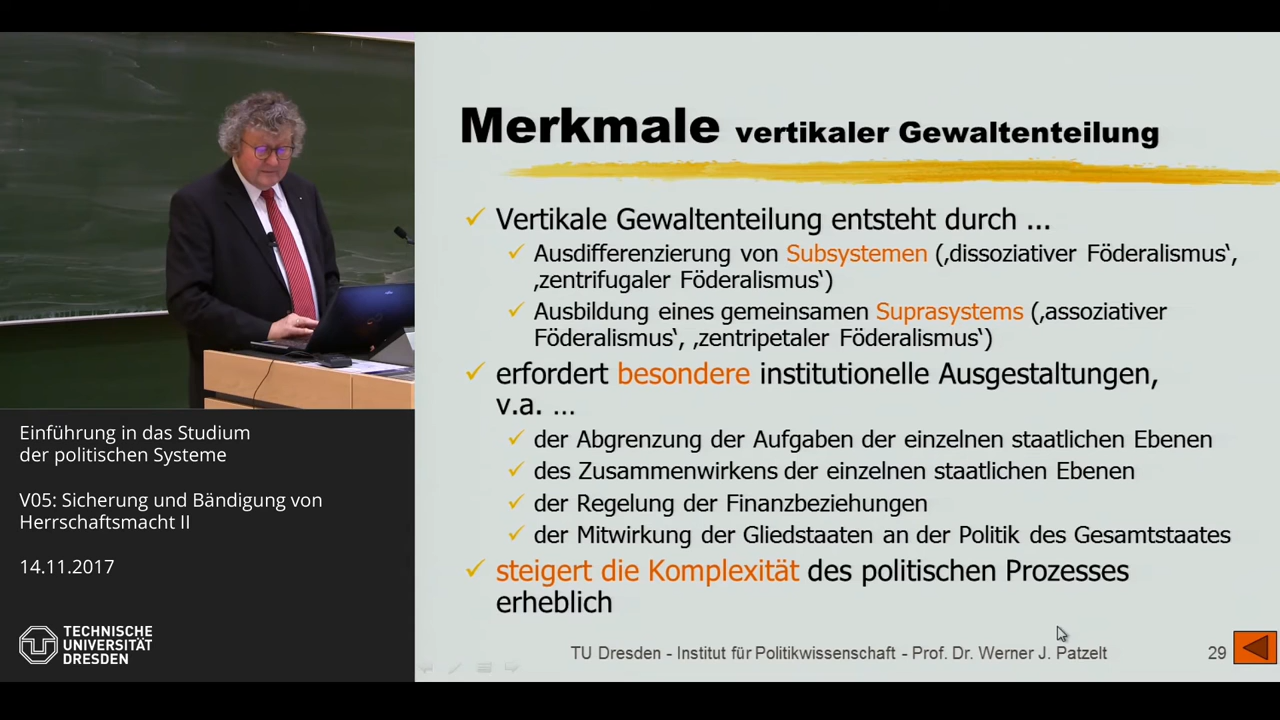 Merkmale vertikaler Gewaltenteilung
✓ Vertikale Gewaltenteilung entsteht durch ...
✓ Ausdifferenzierung von Subsystemen (‚dissoziativer Föderalismus‘,
‚zentrifugaler Föderalismus‘)
✓ Ausbildung eines gemeinsamen Suprasystems (‚assoziativer
Föderalismus‘, ‚zentripetaler Föderalismus‘)
✓ erfordert besondere institutionelle Ausgestaltungen,
v.a. ...
✓ der Abgrenzung der Aufgaben der einzelnen staatlichen Ebenen
✓ des Zusammenwirkens der einzelnen staatlichen Ebenen
✓ der Regelung der Finanzbeziehungen
✓ der Mitwirkung der Gliedstaaten an der Politik des Gesamtstaates
✓ steigert die Komplexität des politischen Prozesses
erheblich
TU Dresden - Institut für Politikwissenschaft - Prof. Dr. Werner J. Patzelt
29
Einführung in das Studium
der politischen Systeme
V05: Sicherung und Bändigung von
Herrschaftsmacht II
14.11.2017
TECHNISCHE
UNIVERSITÄT
DRESDEN